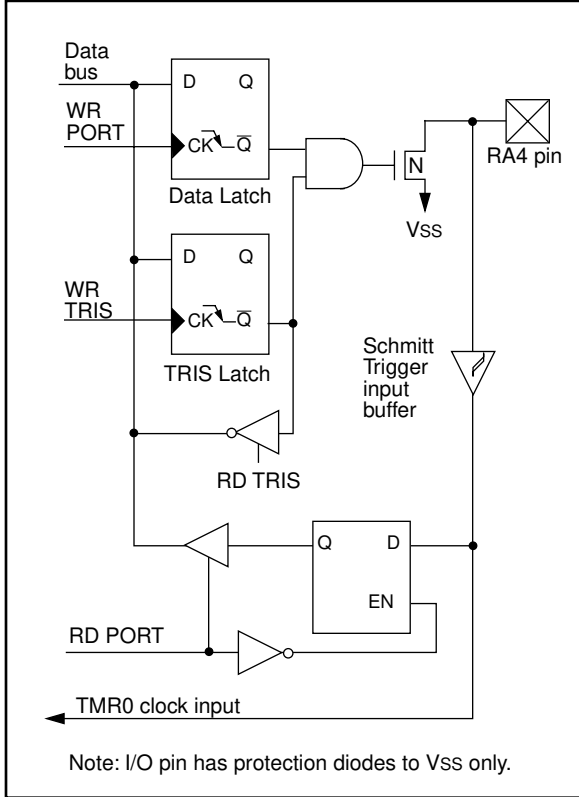 Data
bus
D Q
WR
PORT
CK Q̅
N
RA4 pin
Data Latch
VSS
D Q
WR
TRIS
CK Q̅
Schmitt
Trigger
input
buffer
TRIS Latch
RD TRIS
Q D
EN
RD PORT
TMR0 clock input
Note: I/O pin has protection diodes to VSS only.